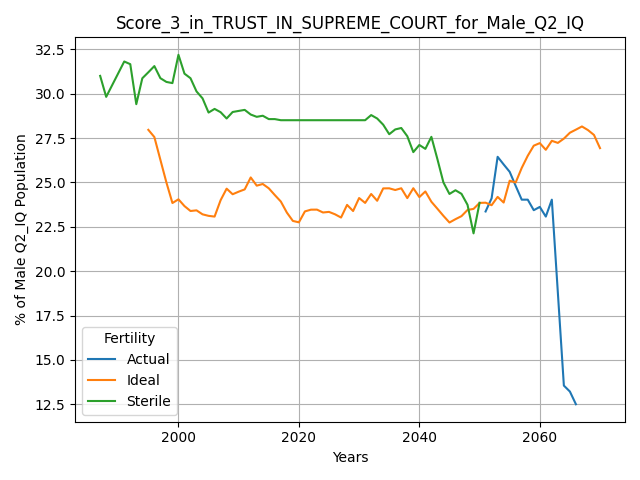 Score_3_in_TRUST_IN_SUPREME_COURT_for_Male_Q2_IQ
% of Male Q2_IQ Population
32.5
30.0
27.5
25.0
22.5
20.0
17.5
15.0
12.5
Fertility
Actual
Ideal
Sterile
2000
2020
2040
2060
Years